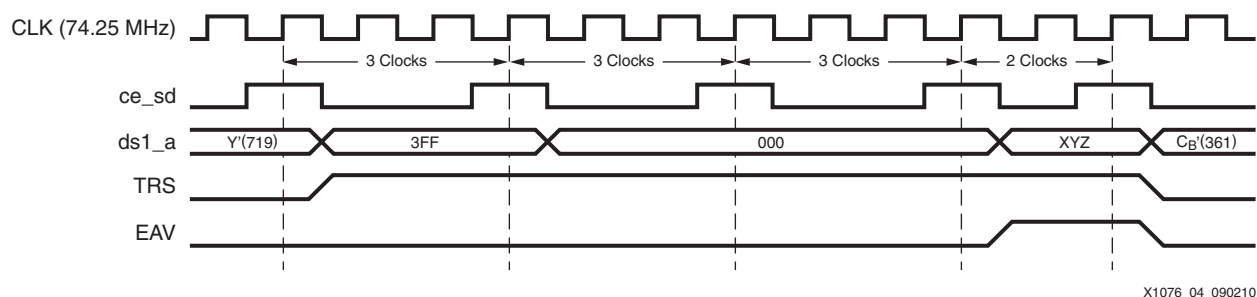 CLK (74.25 MHz)
3 Clocks 3 Clocks 3 Clocks 2 Clocks
ce_sd
ds1_a Y'(719) 3FF 000 XYZ CB'(361)
TRS
EAV
X1076_04_090210